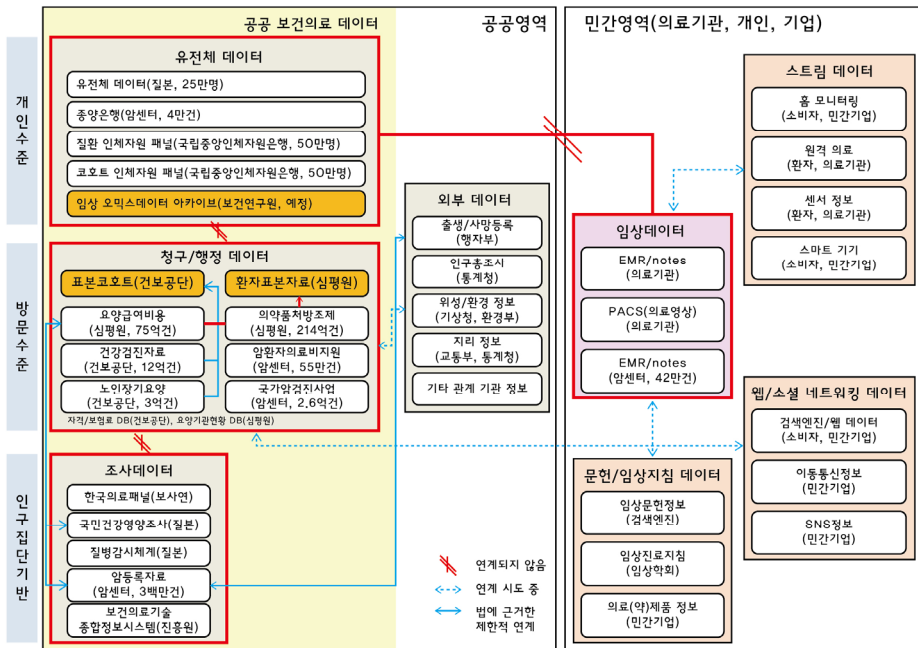 공공 보건의료 데이터
공공영역
민간영역(의료기관, 개인, 기업)
개인수준
방문수준
인구집단기반
유전체 데이터
유전체 데이터(질본, 25만명)
종양은행(암센터, 4만건)
질환 인체자원 패널(국립중앙인체자원은행, 50만명)
코호트 인체자원 패널(국립중앙인체자원은행, 50만명)
임상 오믹스데이터 아카이브(보건연구원, 예정)
청구/행정 데이터
표본코호트(건보공단)
환자표본자료(심평원)
요양급여비용
(심평원, 75억건)
의약품처방조제
(심평원, 214억건)
건강검진자료
(건보공단, 12억건)
암환자의료비지원
(암센터, 55만건)
노인장기요양
(건보공단, 3억건)
국가암검진사업
(암센터, 2.6억건)
자격/보험료 DB(건보공단), 요양기관현황 DB(심평원)
조사데이터
한국의료패널(보사연)
국민건강영양조사(질본)
질병감시체계(질본)
암등록자료
(암센터, 3백만건)
보건의료기술
종합정보시스템(진흥원)
외부 데이터
출생/사망등록
(행자부)
인구총조시
(통계청)
위성/환경 정보
(기상청, 환경부)
지리 정보
(교통부, 통계청)
기타 관계 기관 정보
연계되지 않음
연계 시도 중
법에 근거한
제한적 연계
임상데이터
EMR/notes
(의료기관)
PACS(의료영상)
(의료기관)
EMR/notes
(암센터, 42만건)
문헌/임상지침 데이터
임상문헌정보
(검색엔진)
임상진료지침
(임상학회)
의료(약)제품 정보
(민간기업)
스트림 데이터
홈 모니터링
(소비자, 민간기업)
원격 의료
(환자, 의료기관)
센서 정보
(환자, 의료기관)
스마트 기기
(소비자, 민간기업)
웹/소셜 네트워킹 데이터
검색엔진/웹 데이터
(소비자, 민간기업)
이동통신정보
(민간기업)
SNS정보
(민간기업)